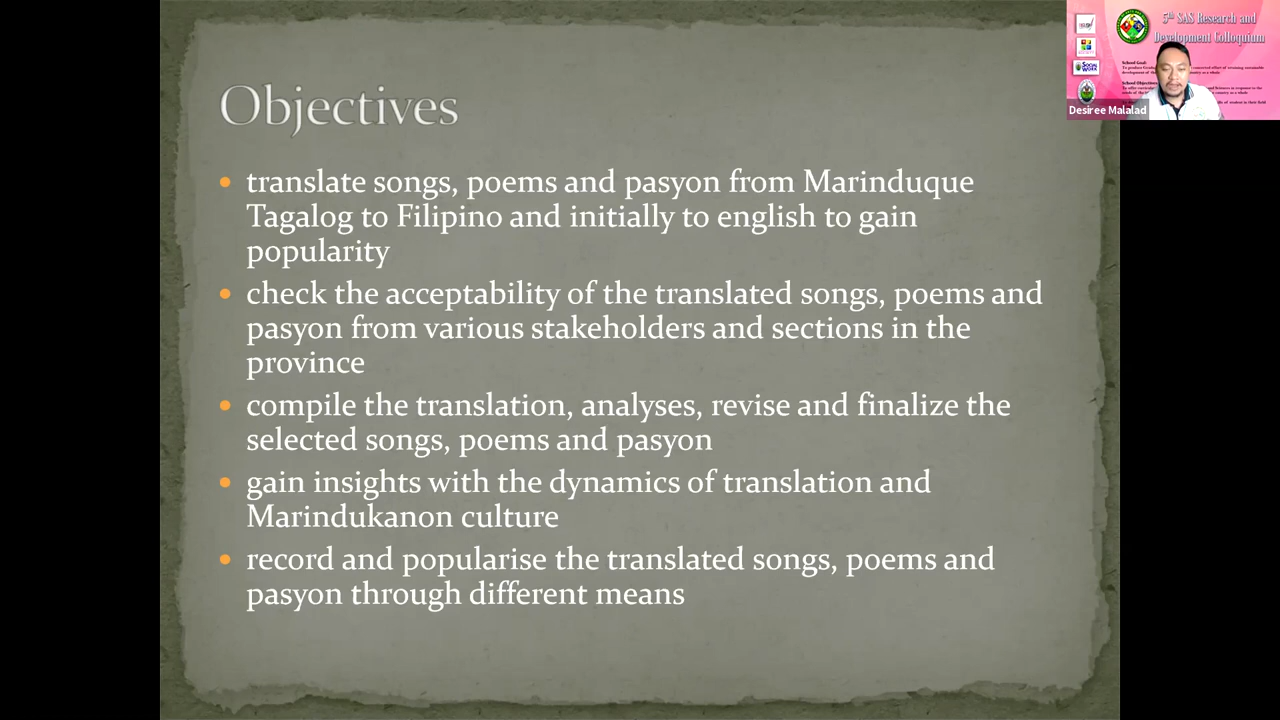 Objectives
translate songs, poems and pasyon from Marinduque
Tagalog to Filipino and initially to english to gain
popularity
check the acceptability of the translated songs, poems and
pasyon from various stakeholders and sections in the
province
compile the translation, analyses, revise and finalize the
selected songs, poems and pasyon
gain insights with the dynamics of translation and
Marindukanon culture
record and popularise the translated songs, poems and
pasyon through different means
5th SAS Research and
Development Colloquium
School Goal:
Desiree Malalad